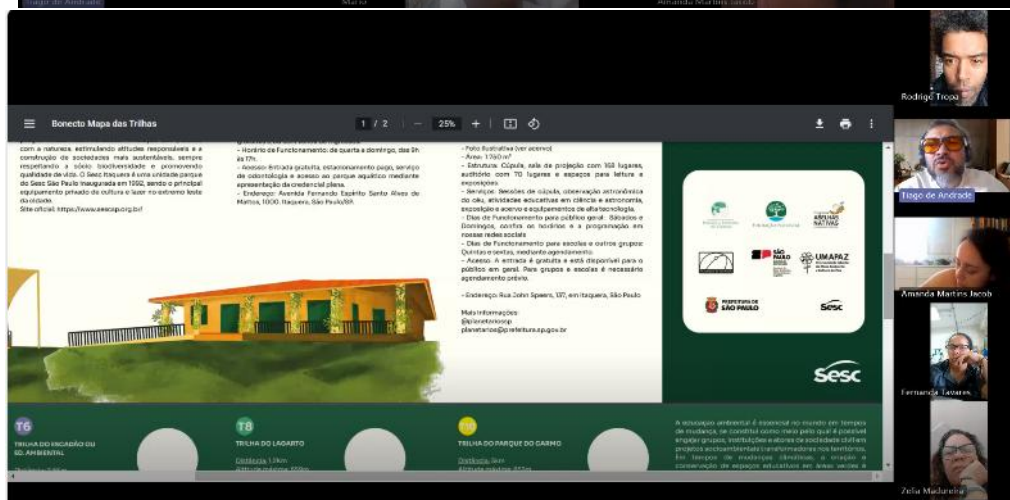 Tiago de Andrade
Mario
Amanda Martins Jacob
Bonecto Mapa das Trilhas
1 / 2
25%
com a natureza, estimulando atitudes responsáveis e a
construção de sociedades mais sustentáveis, sempre
respeitando a sócio biodiversidade e promovendo
qualidade de vida. O Sesc Itaquera é uma unidade parque
do Sesc São Paulo inaugurada em 1992, sendo o principal
equipamento privado de cultura e lazer no extremo leste
da cidade.
Site oficial: https://www.sescsp.org.br/
- Horário de Funcionamento: de quarta a domingo, das 9h
às 17h.
- Acesso: Entrada gratuita, estacionamento pago, serviço
de odontologia e acesso ao parque aquático mediante
apresentação da credencial plena.
- Endereço: Avenida Fernando Espírito Santo Alves de
Mattos, 1000. Itaquera, São Paulo/SP.
- Foto Ilustrativa (ver acervo)
- Área: 1760 m²
- Estrutura: Cúpula, sala de projeção com 168 lugares,
auditório com 70 lugares e espaços para leitura e
exposições.
- Serviços: Sessões de cúpula, observação astronômica
do céu, atividades educativas em ciência e astronomia,
exposição e acervo e equipamentos de alta tecnologia.
- Dias de Funcionamento para público geral: Sábados e
Domingos, confira os horários e a programação em
nossas redes sociais
- Dias de Funcionamento para escolas e outros grupos:
Quintas e sextas, mediante agendamento.
- Acesso: A entrada é gratuita e está disponível para o
público em geral. Para grupos e escolas é necessário
agendamento prévio.
- Endereço: Rua John Speers, 137, em Itaquera, São Paulo
Mais Informações:
@planetariossp
planetarios@prefeitura.sp.gov.br
ABELHAS
NATIVAS
SÃO
PAULO
UMAPAZ
PREFEITURA DE
SÃO PAULO
Sesc
Sesc
T6
TRILHA DO ESCADÃO OU
ED. AMBIENTAL
T8
TRILHA DO LAGARTO
Distância: 1,2km
T10
TRILHA DO PARQUE DO CARMO
Distância: 5km
A educação ambiental é essencial no mundo em tempos
de mudança, se constitui como meio pelo qual é possível
engajar grupos, instituições e atores da sociedade civil em
projetos socioambientais transformadores nos territórios.
Em tempos de mudanças climáticas, a criação e
conservação de espaços educativos em áreas verdes é
Rodrigo Tropa
Tiago de Andrade
Amanda Martins Jacob
Fernanda Tavares
Zelia Madureira